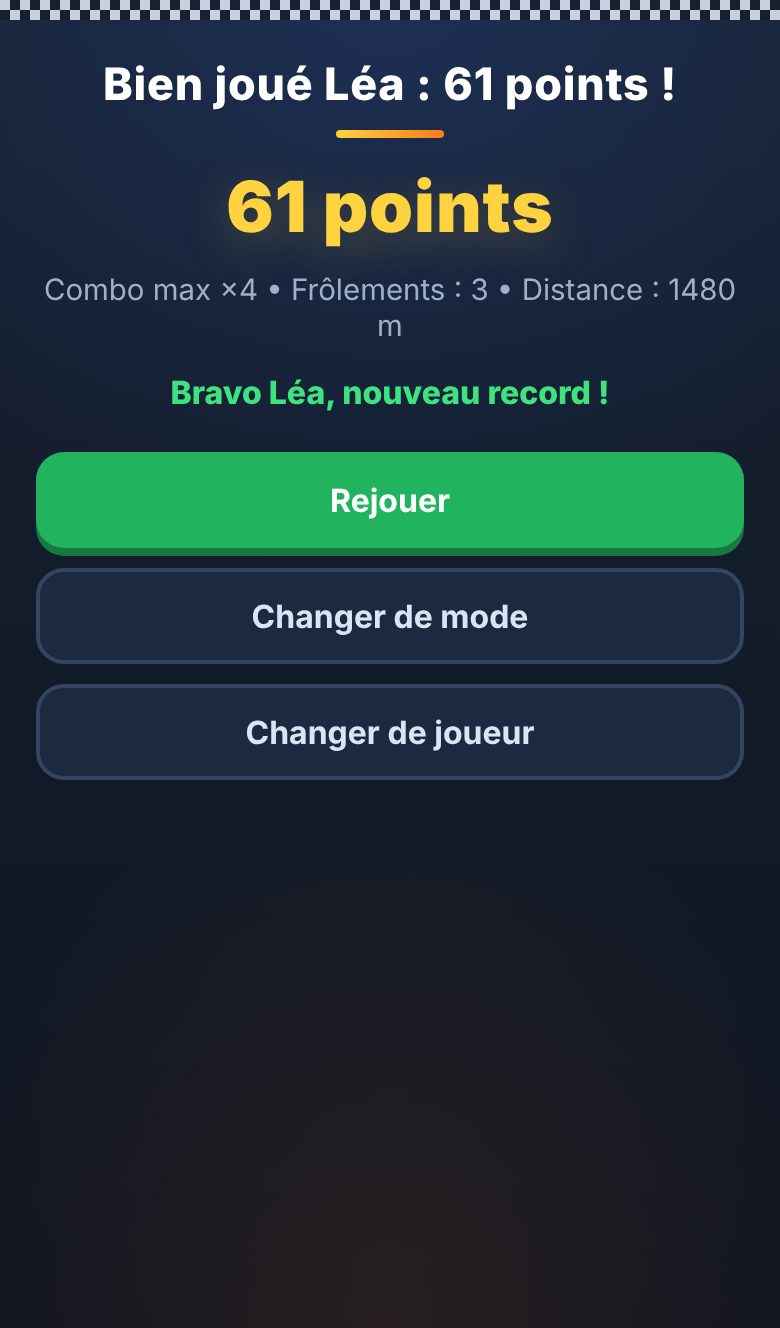 Bien joué Léa : 61 points !
61 points
Combo max ×4 • Frôlements : 3 • Distance : 1480
m
Bravo Léa, nouveau record !
Rejouer
Changer de mode
Changer de joueur